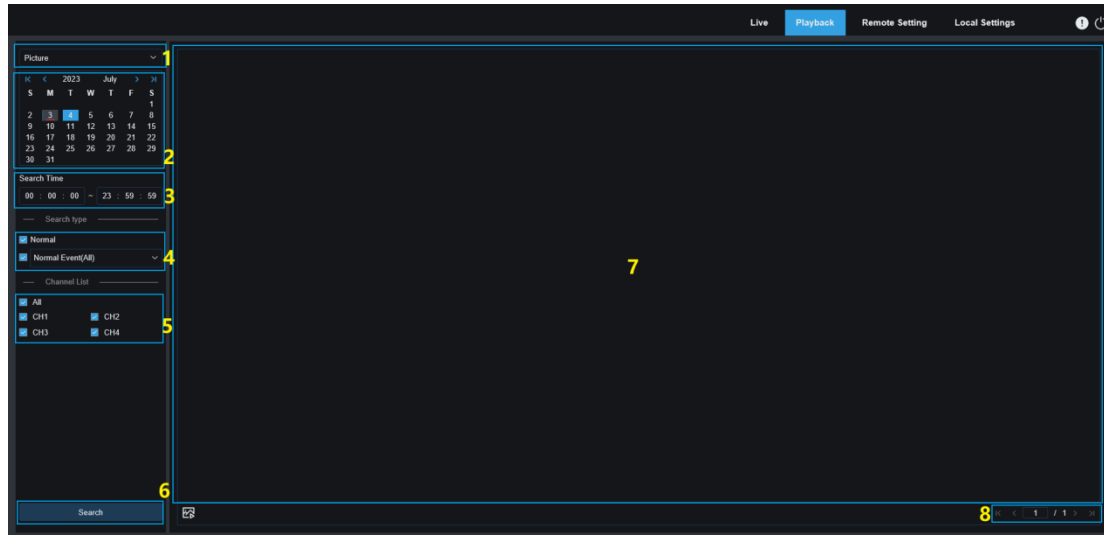 Live Playback Remote Setting Local Settings
Picture 1
2023 July
S M T W T F S
1
2 3 4 5 6 7 8
9 10 11 12 13 14 15
16 17 18 19 20 21 22
23 24 25 26 27 28 29
30 31
2
Search Time
00 : 00 : 00 ~ 23 : 59 : 59 3
Search type
Normal
Normal Event(All) 4
Channel List
All
CH1 CH2
CH3 CH4
5
7
6
Search
8 1 / 1